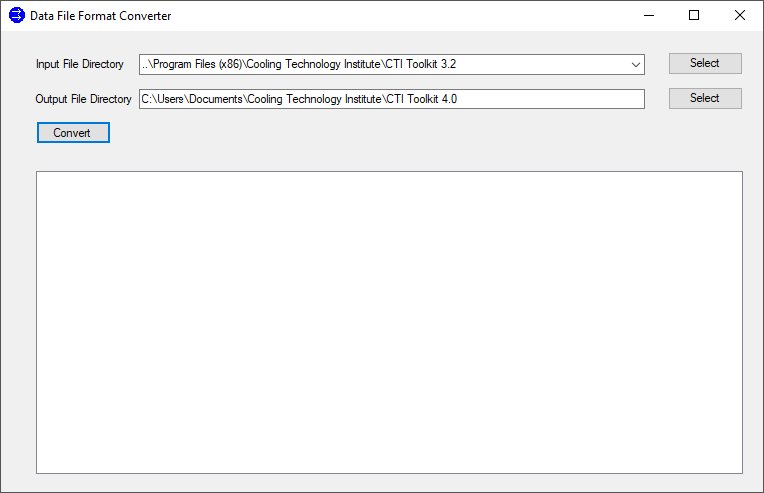 Data File Format Converter
Input File Directory ..\Program Files (x86)\Cooling Technology Institute\CTI Toolkit 3.2 Select
Output File Directory C:\Users\Documents\Cooling Technology Institute\CTI Toolkit 4.0 Select
Convert